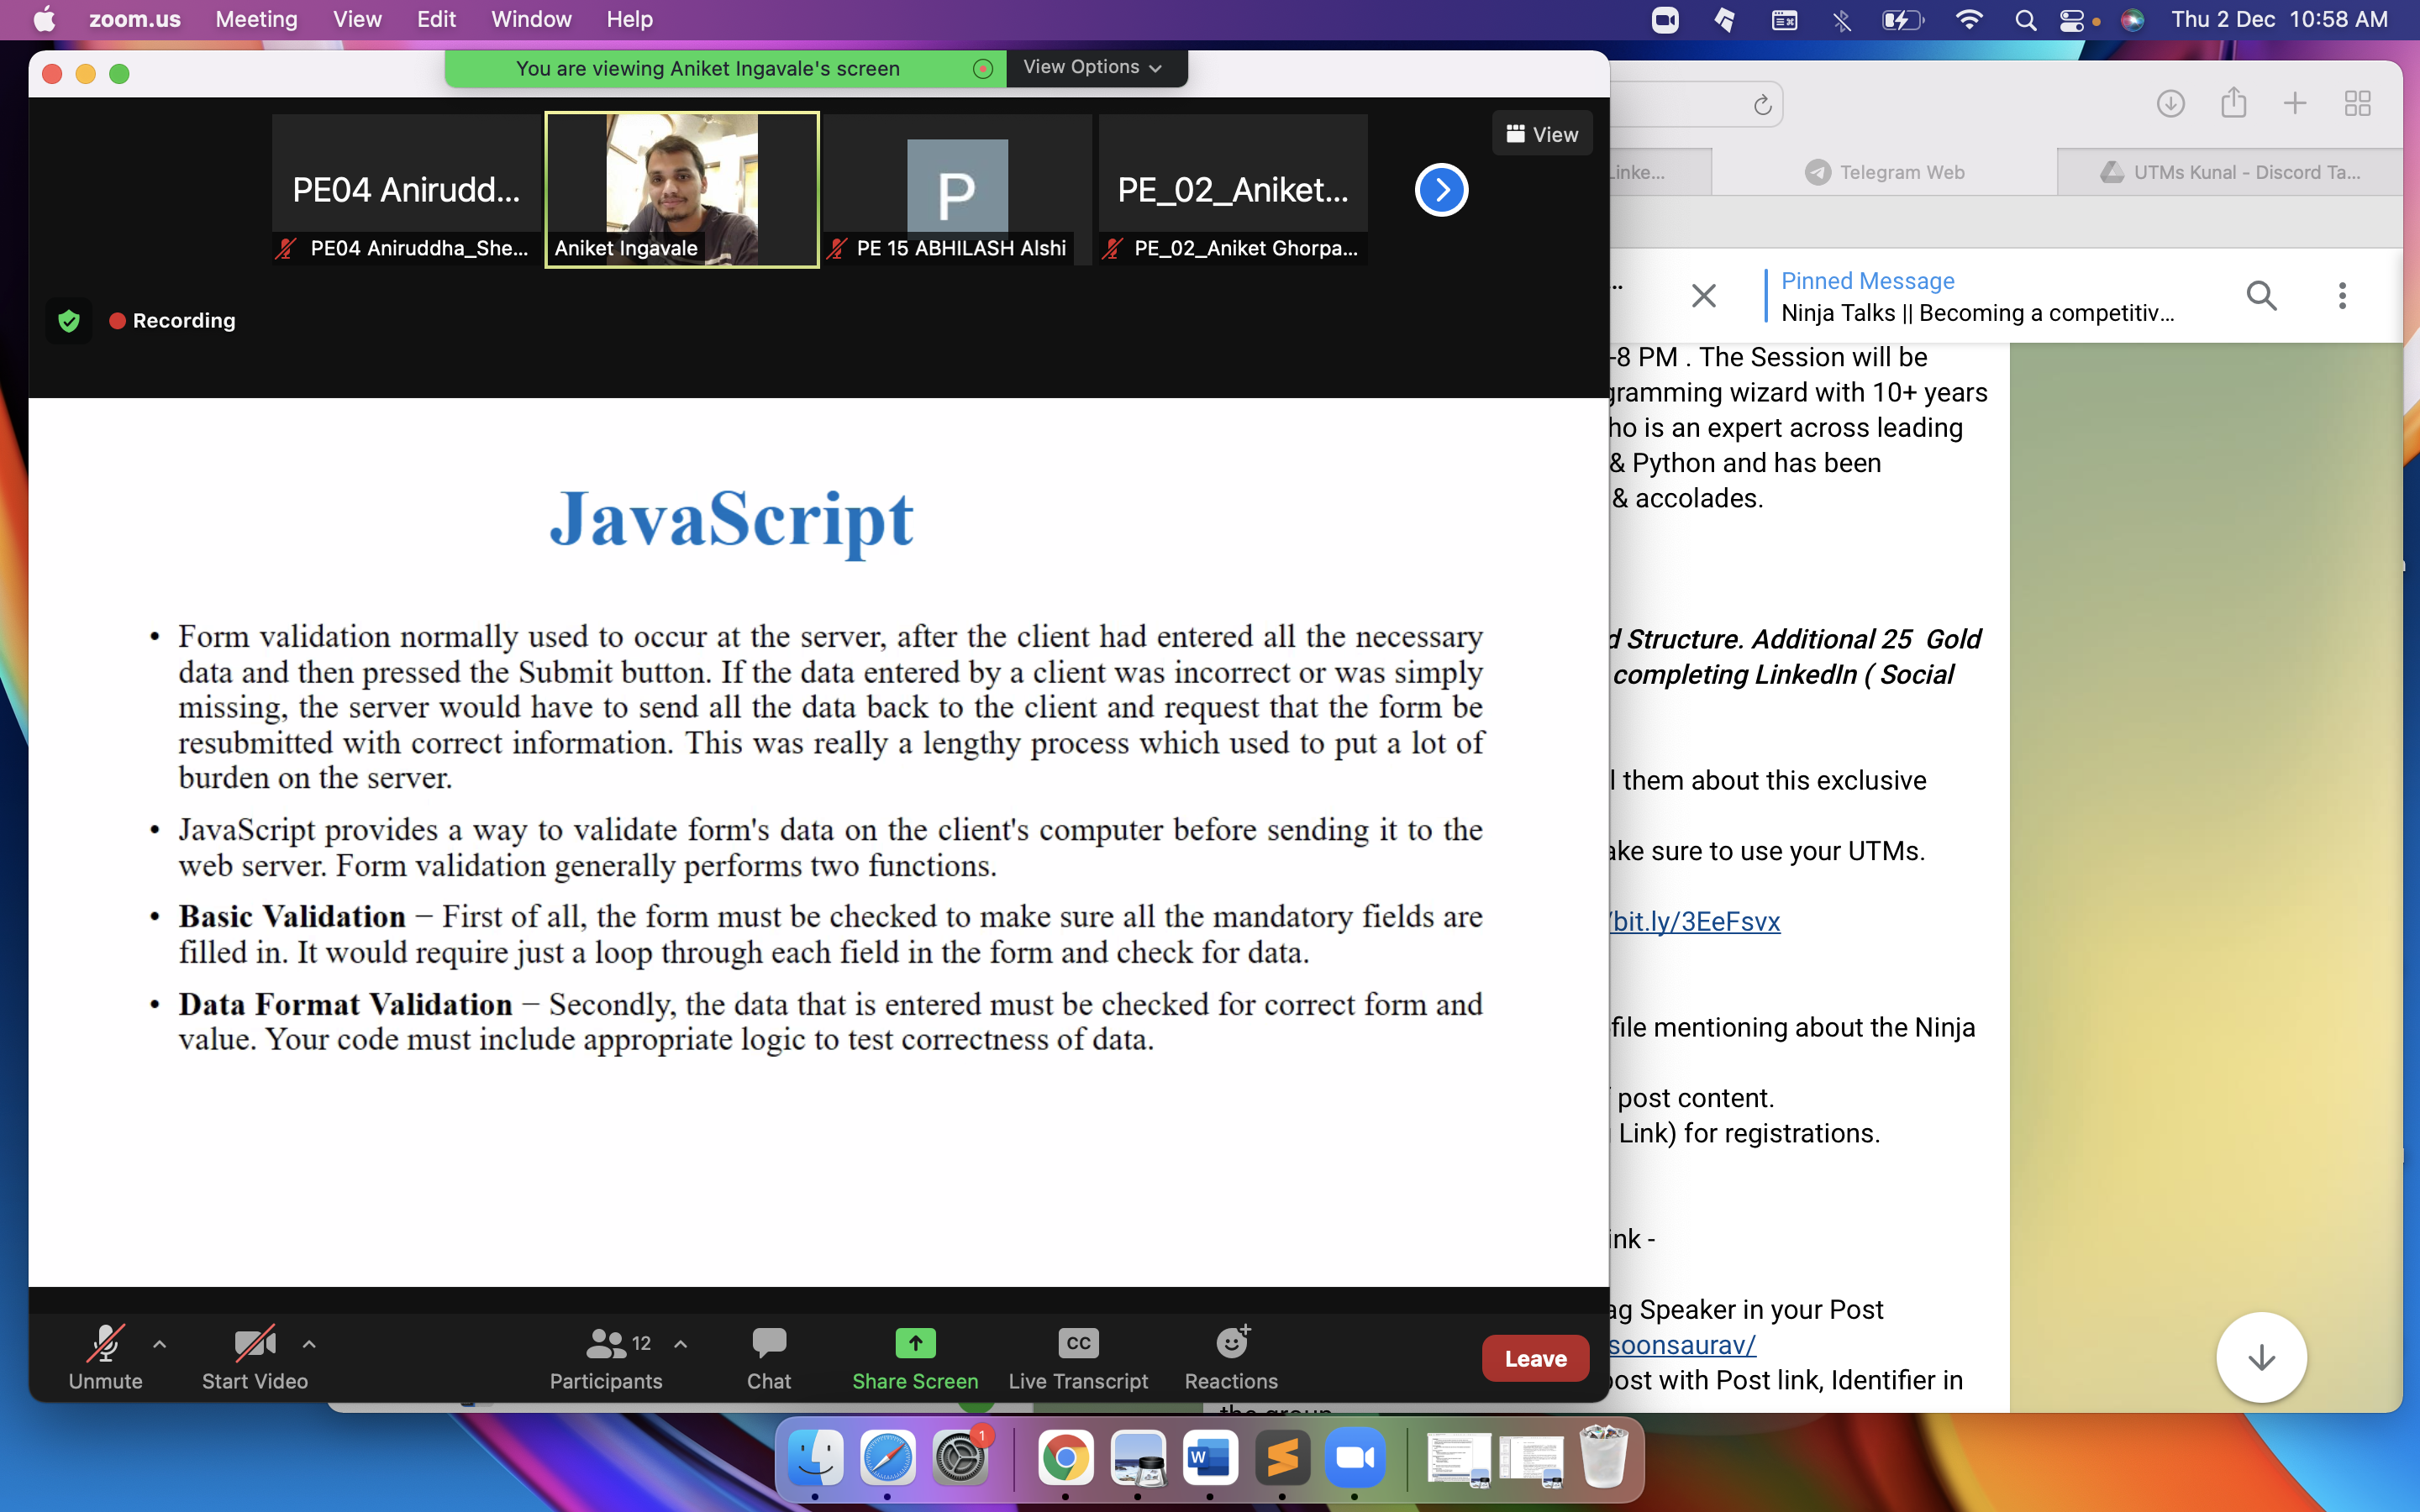 zoom.us Meeting View Edit Window Help
Thu 2 Dec 10:58 AM
You are viewing Aniket Ingavale's screen
View Options
View
PE04 Anirudd...
P
PE_02_Aniket...
PE04 Aniruddha_She...
Aniket Ingavale
PE 15 ABHILASH Alshi
PE_02_Aniket Ghorpa...
Recording
JavaScript
• Form validation normally used to occur at the server, after the client had entered all the necessary
data and then pressed the Submit button. If the data entered by a client was incorrect or was simply
missing, the server would have to send all the data back to the client and request that the form be
resubmitted with correct information. This was really a lengthy process which used to put a lot of
burden on the server.
• JavaScript provides a way to validate form's data on the client's computer before sending it to the
web server. Form validation generally performs two functions.
• Basic Validation − First of all, the form must be checked to make sure all the mandatory fields are
filled in. It would require just a loop through each field in the form and check for data.
• Data Format Validation − Secondly, the data that is entered must be checked for correct form and
value. Your code must include appropriate logic to test correctness of data.
Unmute
Start Video
12
Participants
Chat
Share Screen
CC
Live Transcript
Reactions
Leave
Linke...
Telegram Web
UTMs Kunal - Discord Ta...
Pinned Message
Ninja Talks || Becoming a competitiv...
-8 PM . The Session will be
gramming wizard with 10+ years
ho is an expert across leading
& Python and has been
& accolades.
d Structure. Additional 25 Gold
completing LinkedIn ( Social
l them about this exclusive
ake sure to use your UTMs.
/bit.ly/3EeFsvx
file mentioning about the Ninja
post content.
Link) for registrations.
ink -
ag Speaker in your Post
soonsaurav/
post with Post link, Identifier in
the group
1
W